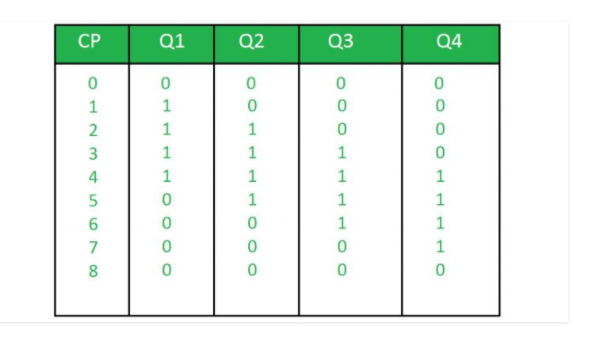 CP Q1 Q2 Q3 Q4
0 0 0 0 0
1 1 0 0 0
2 1 1 0 0
3 1 1 1 0
4 1 1 1 1
5 0 1 1 1
6 0 0 1 1
7 0 0 0 1
8 0 0 0 0